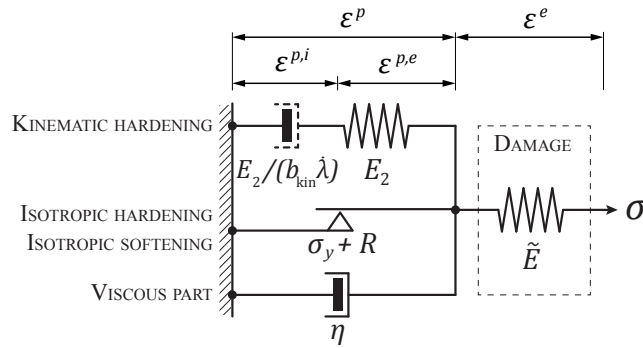 ε^p
ε^e
ε^{p,i}
ε^{p,e}
KINEMATIC HARDENING
E_2/(b_kin λ̇)
E_2
DAMAGE
ISOTROPIC HARDENING
ISOTROPIC SOFTENING
σ_y + R
Ẽ
σ
VISCOUS PART
η